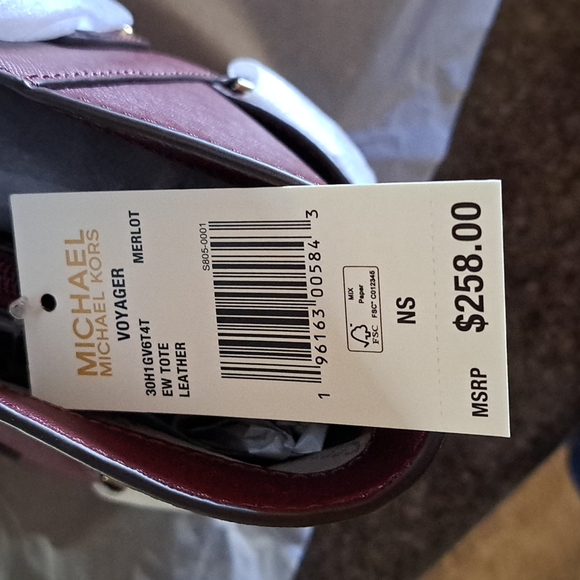 MICHAEL
MICHAEL KORS
VOYAGER
MERLOT
30H1GV6T4T
EW TOTE
LEATHER
S805-0001
1 96163 00584 3
MIX
Paper
FSC™ C012345
FSC
NS
MSRP $258.00